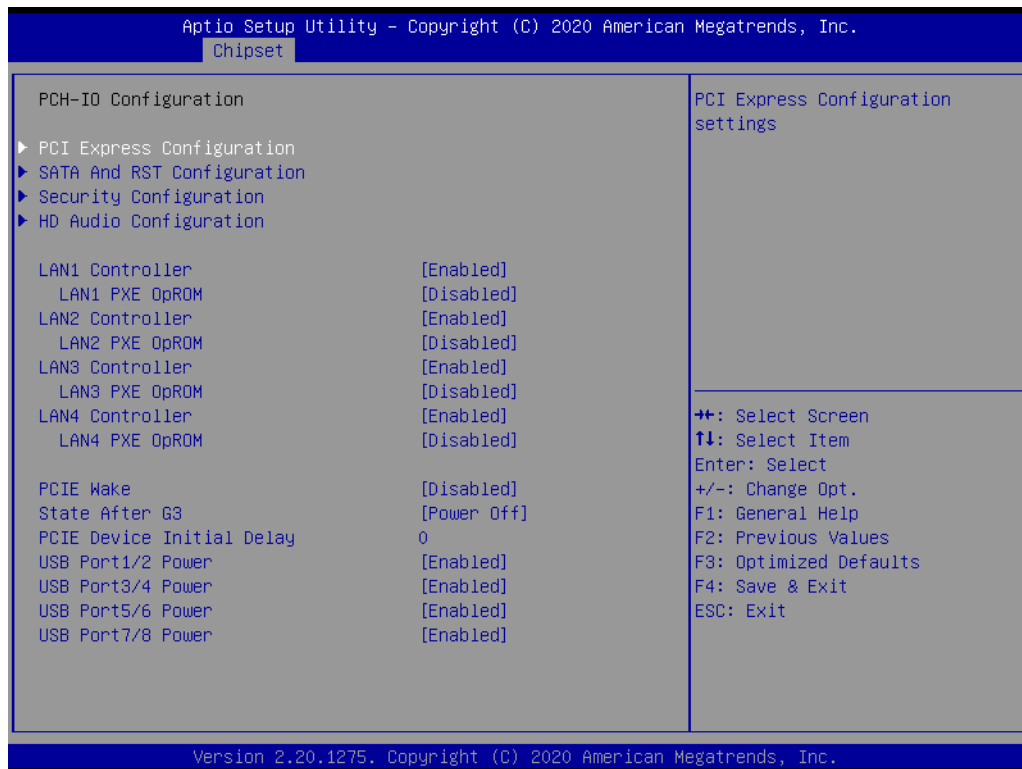 Aptio Setup Utility – Copyright (C) 2020 American Megatrends, Inc.
Chipset
PCH-IO Configuration
PCI Express Configuration
SATA And RST Configuration
Security Configuration
HD Audio Configuration
LAN1 Controller [Enabled]
LAN1 PXE OpROM [Disabled]
LAN2 Controller [Enabled]
LAN2 PXE OpROM [Disabled]
LAN3 Controller [Enabled]
LAN3 PXE OpROM [Disabled]
LAN4 Controller [Enabled]
LAN4 PXE OpROM [Disabled]
PCIE Wake [Disabled]
State After G3 [Power Off]
PCIE Device Initial Delay 0
USB Port1/2 Power [Enabled]
USB Port3/4 Power [Enabled]
USB Port5/6 Power [Enabled]
USB Port7/8 Power [Enabled]
PCI Express Configuration
settings
→←: Select Screen
↑↓: Select Item
Enter: Select
+/-: Change Opt.
F1: General Help
F2: Previous Values
F3: Optimized Defaults
F4: Save & Exit
ESC: Exit
Version 2.20.1275. Copyright (C) 2020 American Megatrends, Inc.